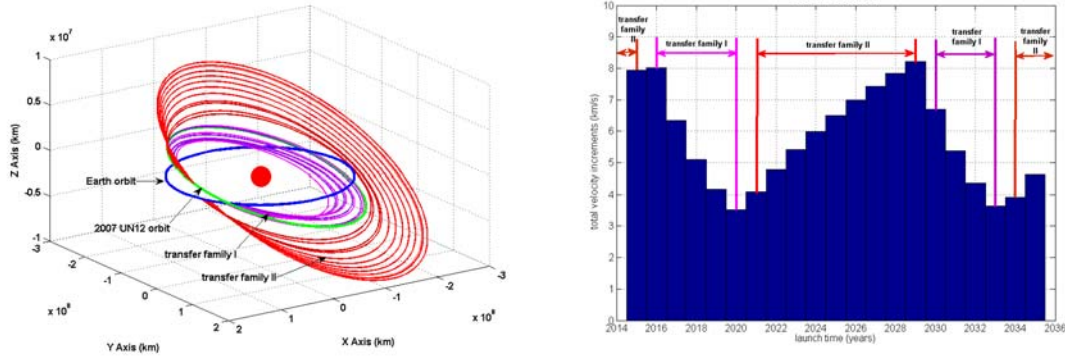 x 10^7
1
0.5
0
-0.5
-1
-3
-2
-1
0
1
2
x 10^8
Z Axis (km)
Y Axis (km)
2
1
0
-1
-2
-3
x 10^8
X Axis (km)
Earth orbit
2007 UN12 orbit
transfer family I
transfer family II
10
9
8
7
6
5
4
3
2
1
0
total velocity increments (km/s)
transfer
family
II
transfer family I
transfer family II
transfer
family I
transfer
family
II
2014 2016 2018 2020 2022 2024 2026 2028 2030 2032 2034 2036
launch time (years)